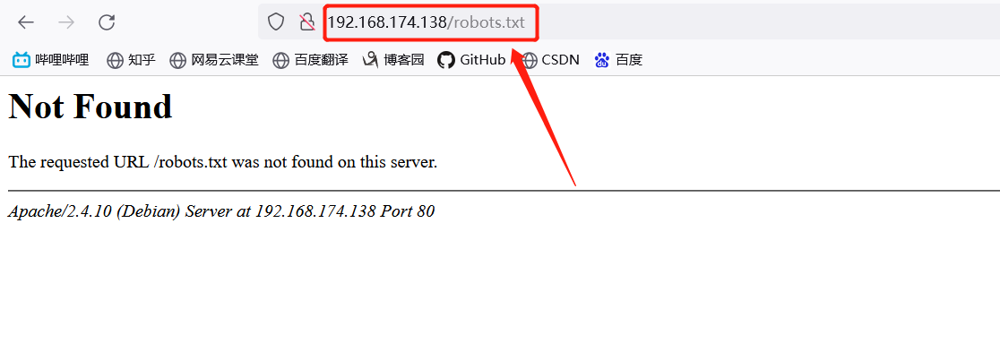 192.168.174.138/robots.txt
哔哩哔哩 知乎 网易云课堂 百度翻译 博客园 GitHub CSDN du 百度
Not Found
The requested URL /robots.txt was not found on this server.
Apache/2.4.10 (Debian) Server at 192.168.174.138 Port 80